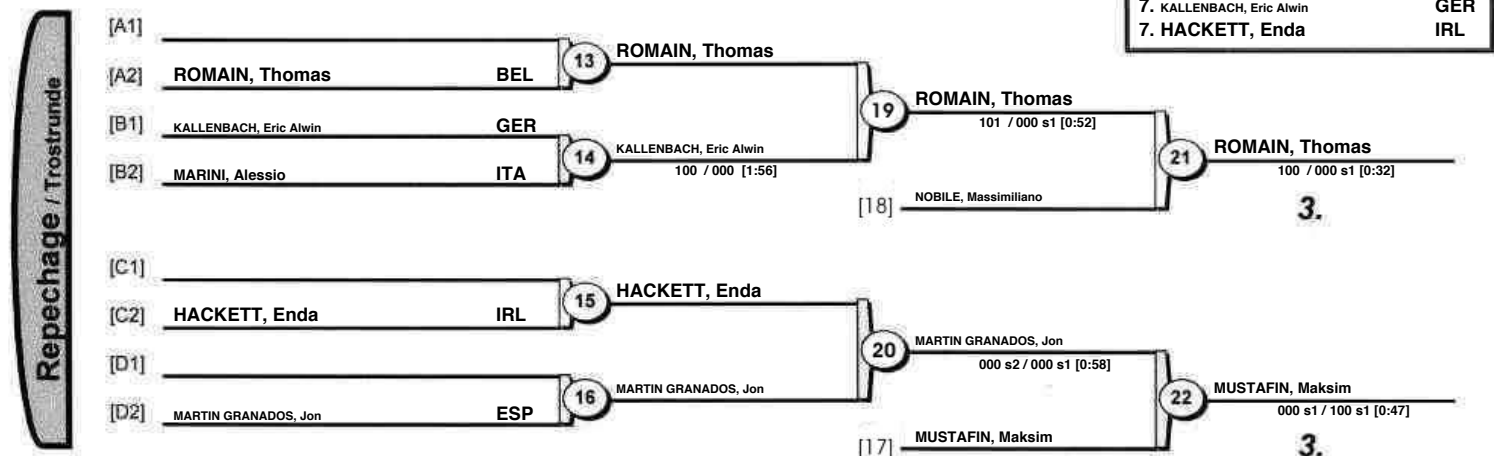 7. KALLENBACH, Eric Alwin GER
7. HACKETT, Enda IRL
Repechage / Trostrunde
[A1]
[A2] ROMAIN, Thomas BEL
13 ROMAIN, Thomas
[B1] KALLENBACH, Eric Alwin GER
[B2] MARINI, Alessio ITA
14 KALLENBACH, Eric Alwin
100 / 000 [1:56]
19 ROMAIN, Thomas
101 / 000 s1 [0:52]
[18] NOBILE, Massimiliano
21 ROMAIN, Thomas
100 / 000 s1 [0:32]
3.
[C1]
[C2] HACKETT, Enda IRL
15 HACKETT, Enda
[D1]
[D2] MARTIN GRANADOS, Jon ESP
16 MARTIN GRANADOS, Jon
20 MARTIN GRANADOS, Jon
000 s2 / 000 s1 [0:58]
[17] MUSTAFIN, Maksim
22 MUSTAFIN, Maksim
000 s1 / 100 s1 [0:47]
3.